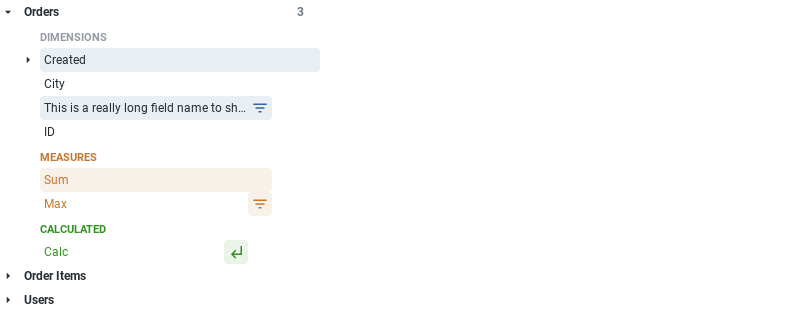 Orders 3
DIMENSIONS
Created
City
This is a really long field name to sh...
ID
MEASURES
Sum
Max
CALCULATED
Calc
Order Items
Users